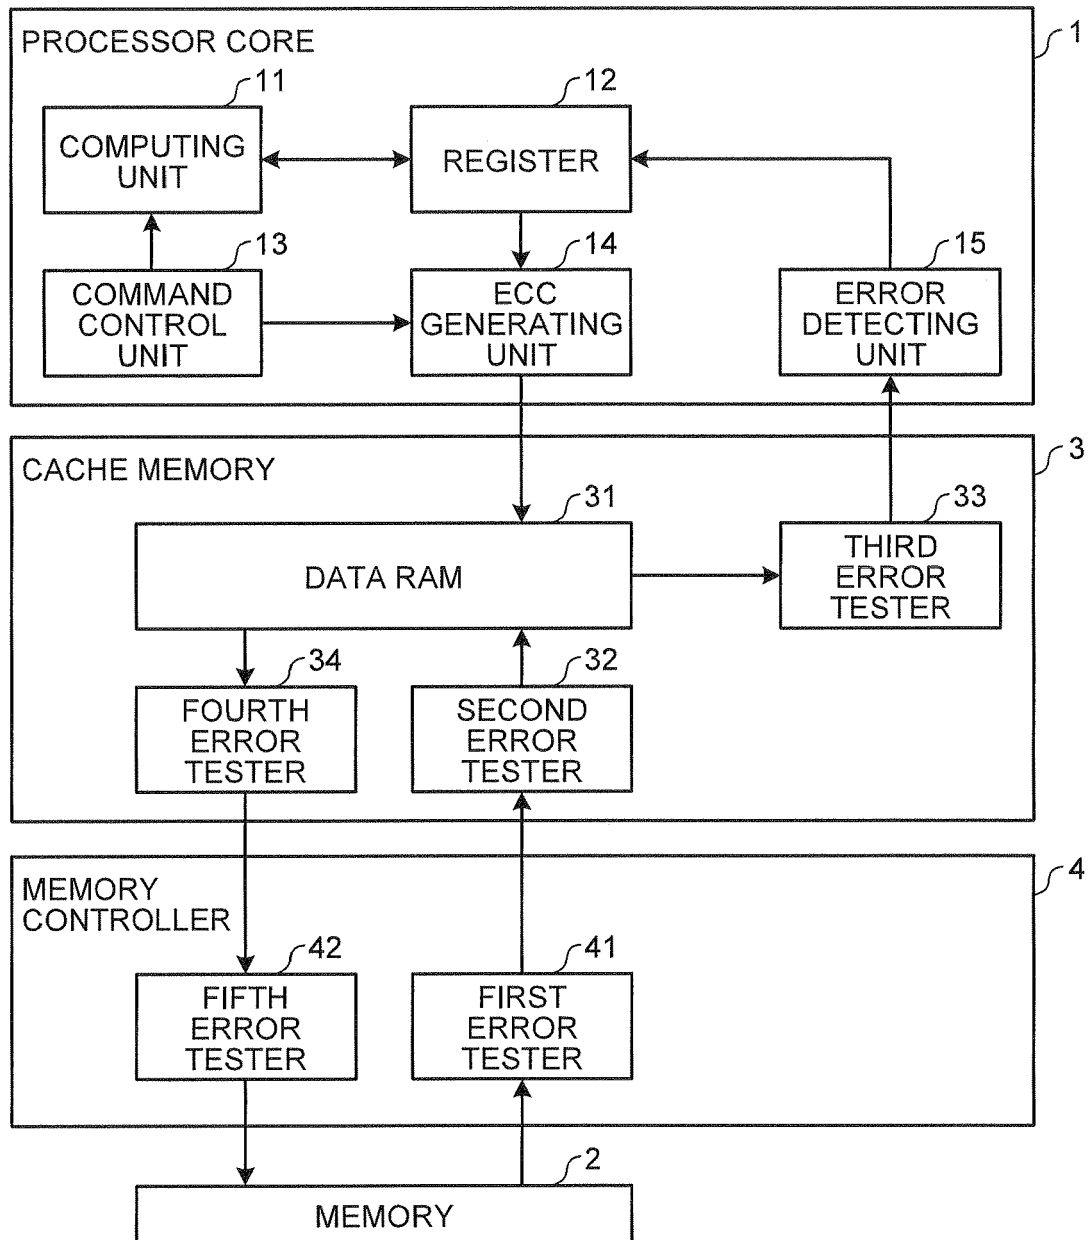 PROCESSOR CORE
1
11
12
COMPUTING
UNIT
REGISTER
13
14
15
COMMAND
CONTROL
UNIT
ECC
GENERATING
UNIT
ERROR
DETECTING
UNIT
3
CACHE MEMORY
31
33
DATA RAM
THIRD
ERROR
TESTER
34
32
FOURTH
ERROR
TESTER
SECOND
ERROR
TESTER
4
MEMORY
CONTROLLER
42
41
FIFTH
ERROR
TESTER
FIRST
ERROR
TESTER
2
MEMORY